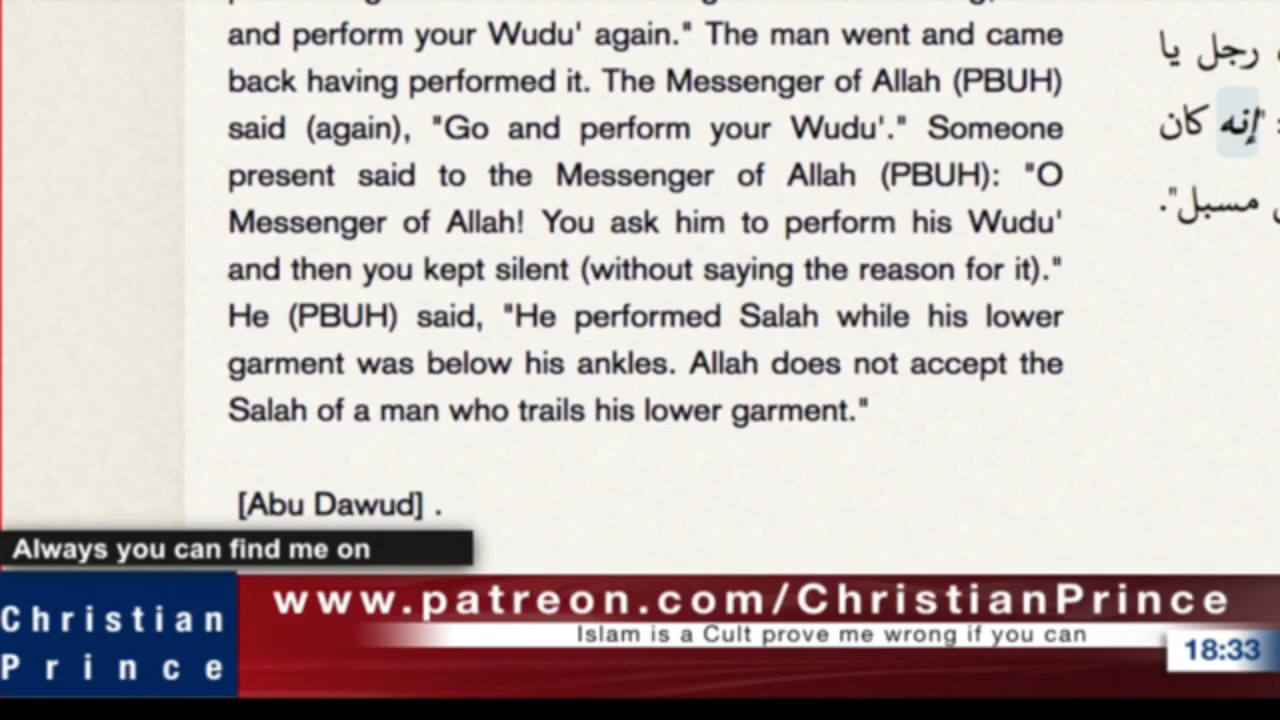 and perform your Wudu' again." The man went and came
back having performed it. The Messenger of Allah (PBUH)
said (again), "Go and perform your Wudu'." Someone
present said to the Messenger of Allah (PBUH): "O
Messenger of Allah! You ask him to perform his Wudu'
and then you kept silent (without saying the reason for it)."
He (PBUH) said, "He performed Salah while his lower
garment was below his ankles. Allah does not accept the
Salah of a man who trails his lower garment."
[Abu Dawud] .
رجل يا
"إنه كان
مسبل".
Always you can find me on
Christian
Prince
www.patreon.com/ChristianPrince
Islam is a Cult prove me wrong if you can
18:33